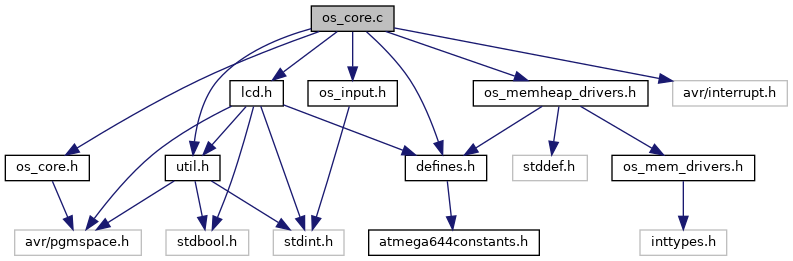 os_core.c
lcd.h
os_input.h
os_memheap_drivers.h
avr/interrupt.h
os_core.h
util.h
defines.h
stddef.h
os_mem_drivers.h
avr/pgmspace.h
stdbool.h
stdint.h
atmega644constants.h
inttypes.h